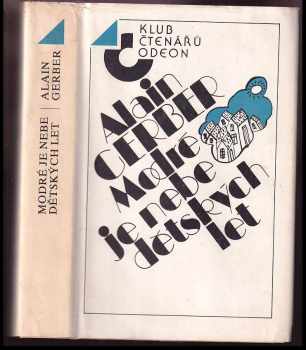 MODRÉ JE NEBE
DĚTSKÝCH LET
ALAIN
GERBER
KLUB
ČTENÁŘŮ
ODEON
Alain
GERBER
Modré
je nebe
dětských
let